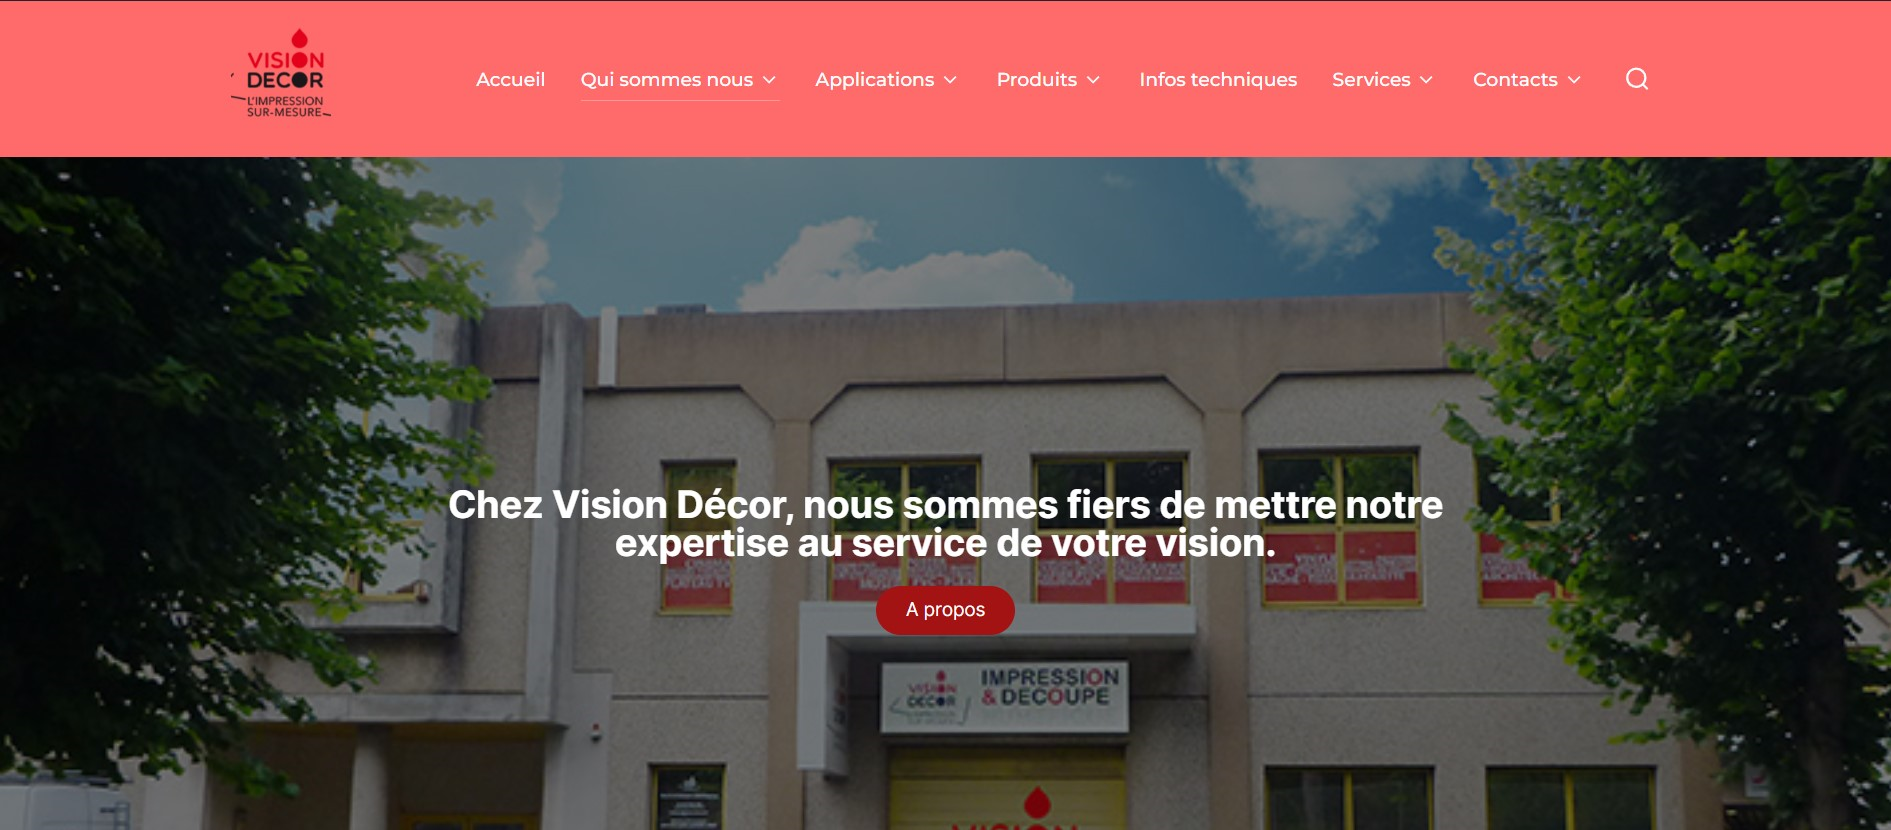 VISION
DECOR
L'IMPRESSION
SUR-MESURE
Accueil
Qui sommes nous
Applications
Produits
Infos techniques
Services
Contacts
Chez Vision Décor, nous sommes fiers de mettre notre
expertise au service de votre vision.
A propos
VISION
DECOR
IMPRESSION
& DECOUPE
VISION